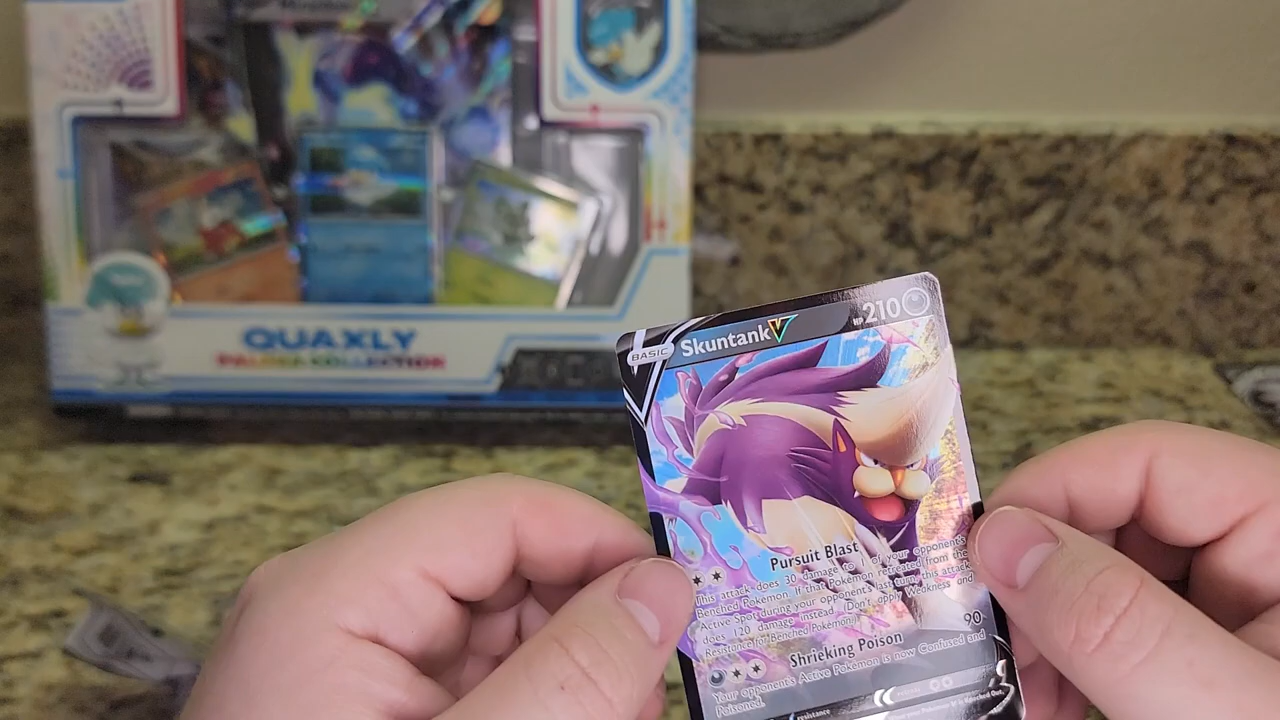 QUAXLY
PALDEA COLLECTION
BASIC
Skuntank V
HP 210
Pursuit Blast
This attack does 30 damage to 1 of your opponent's
Benched Pokémon. If that Pokémon retreated from the
Active Spot during your opponent's last turn, this attack
does 120 damage instead. (Don't apply Weakness and
Resistance for Benched Pokémon.)
Shrieking Poison 90
Your opponent's Active Pokémon is now Confused and
Poisoned.
resistance